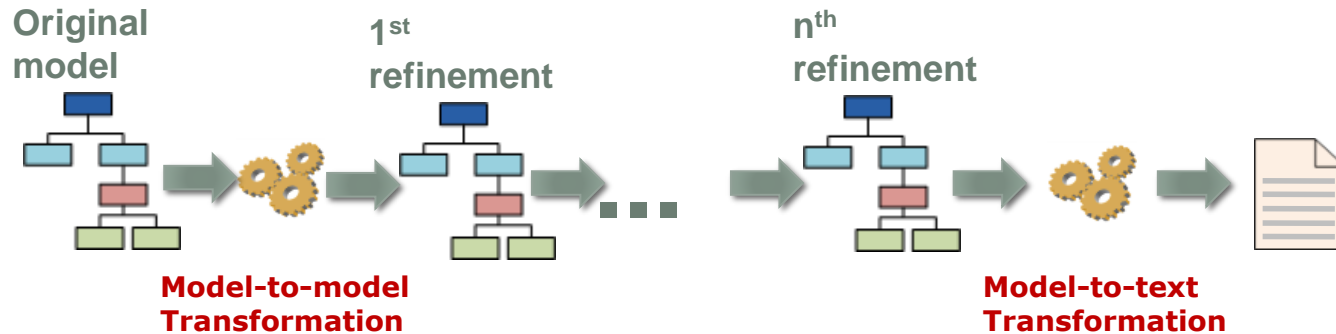 Original
model
1st
refinement
nth
refinement
Model-to-model
Transformation
Model-to-text
Transformation